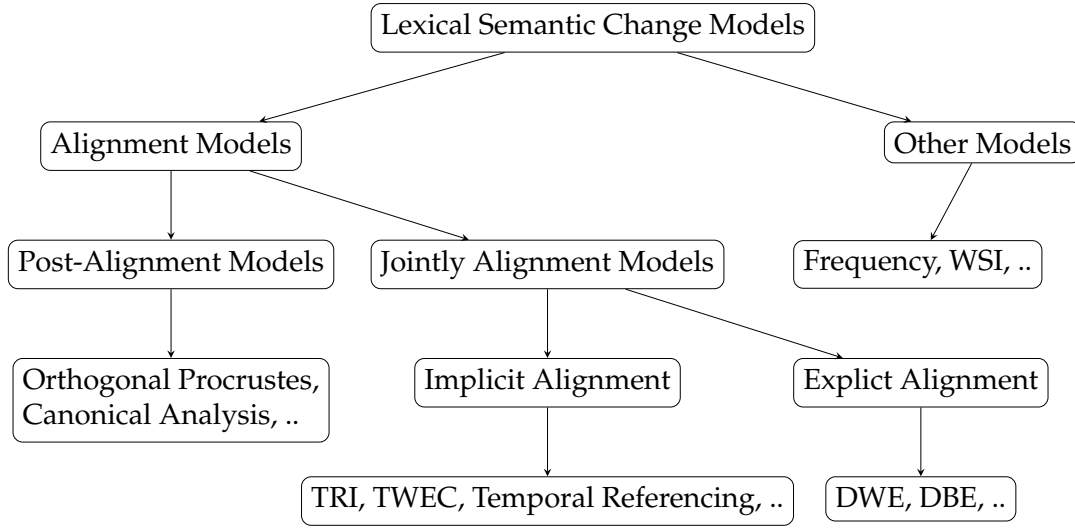 Lexical Semantic Change Models
Alignment Models
Other Models
Post-Alignment Models
Jointly Alignment Models
Frequency, WSI, ..
Orthogonal Procrustes,
Canonical Analysis, ..
Implicit Alignment
Explict Alignment
TRI, TWEC, Temporal Referencing, ..
DWE, DBE, ..